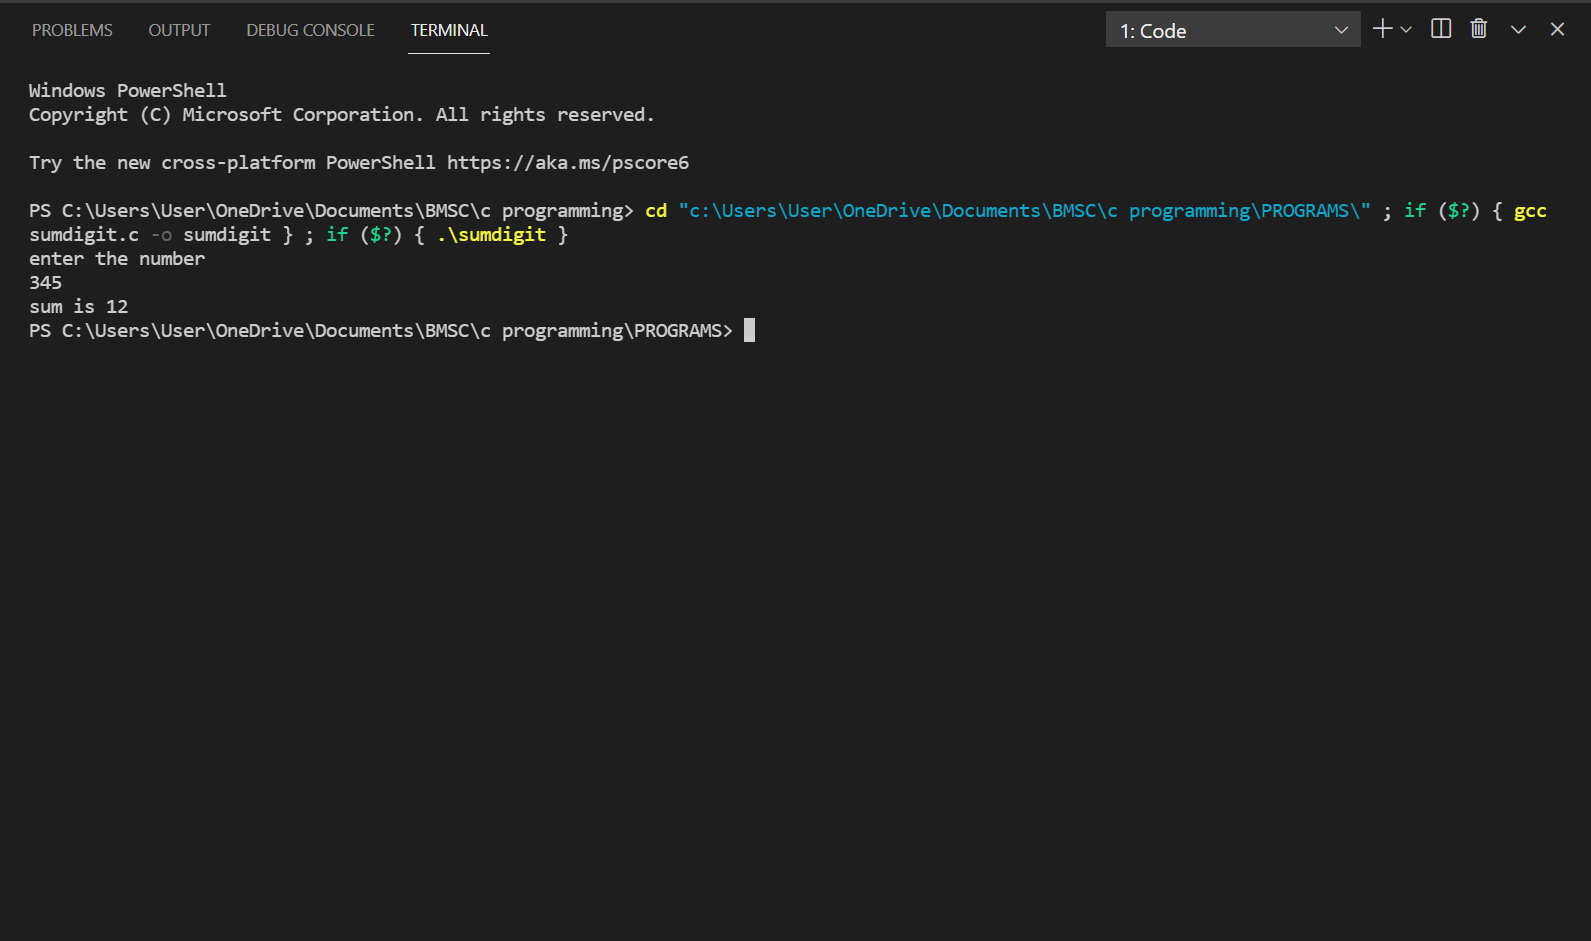 PROBLEMS OUTPUT DEBUG CONSOLE TERMINAL 1: Code
Windows PowerShell
Copyright (C) Microsoft Corporation. All rights reserved.
Try the new cross-platform PowerShell https://aka.ms/pscore6
PS C:\Users\User\OneDrive\Documents\BMSC\c programming> cd "c:\Users\User\OneDrive\Documents\BMSC\c programming\PROGRAMS\" ; if ($?) { gcc
sumdigit.c -o sumdigit } ; if ($?) { .\sumdigit }
enter the number
345
sum is 12
PS C:\Users\User\OneDrive\Documents\BMSC\c programming\PROGRAMS>